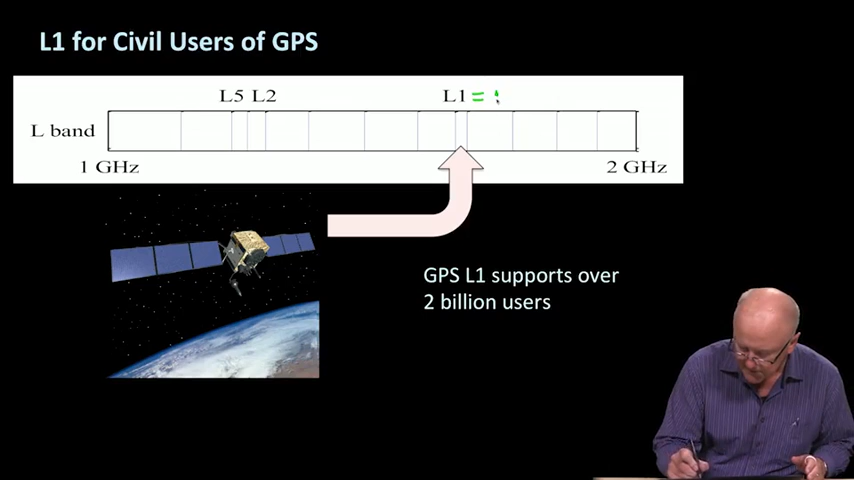 L1 for Civil Users of GPS
L5 L2 L1 =
L band
1 GHz 2 GHz
GPS L1 supports over
2 billion users